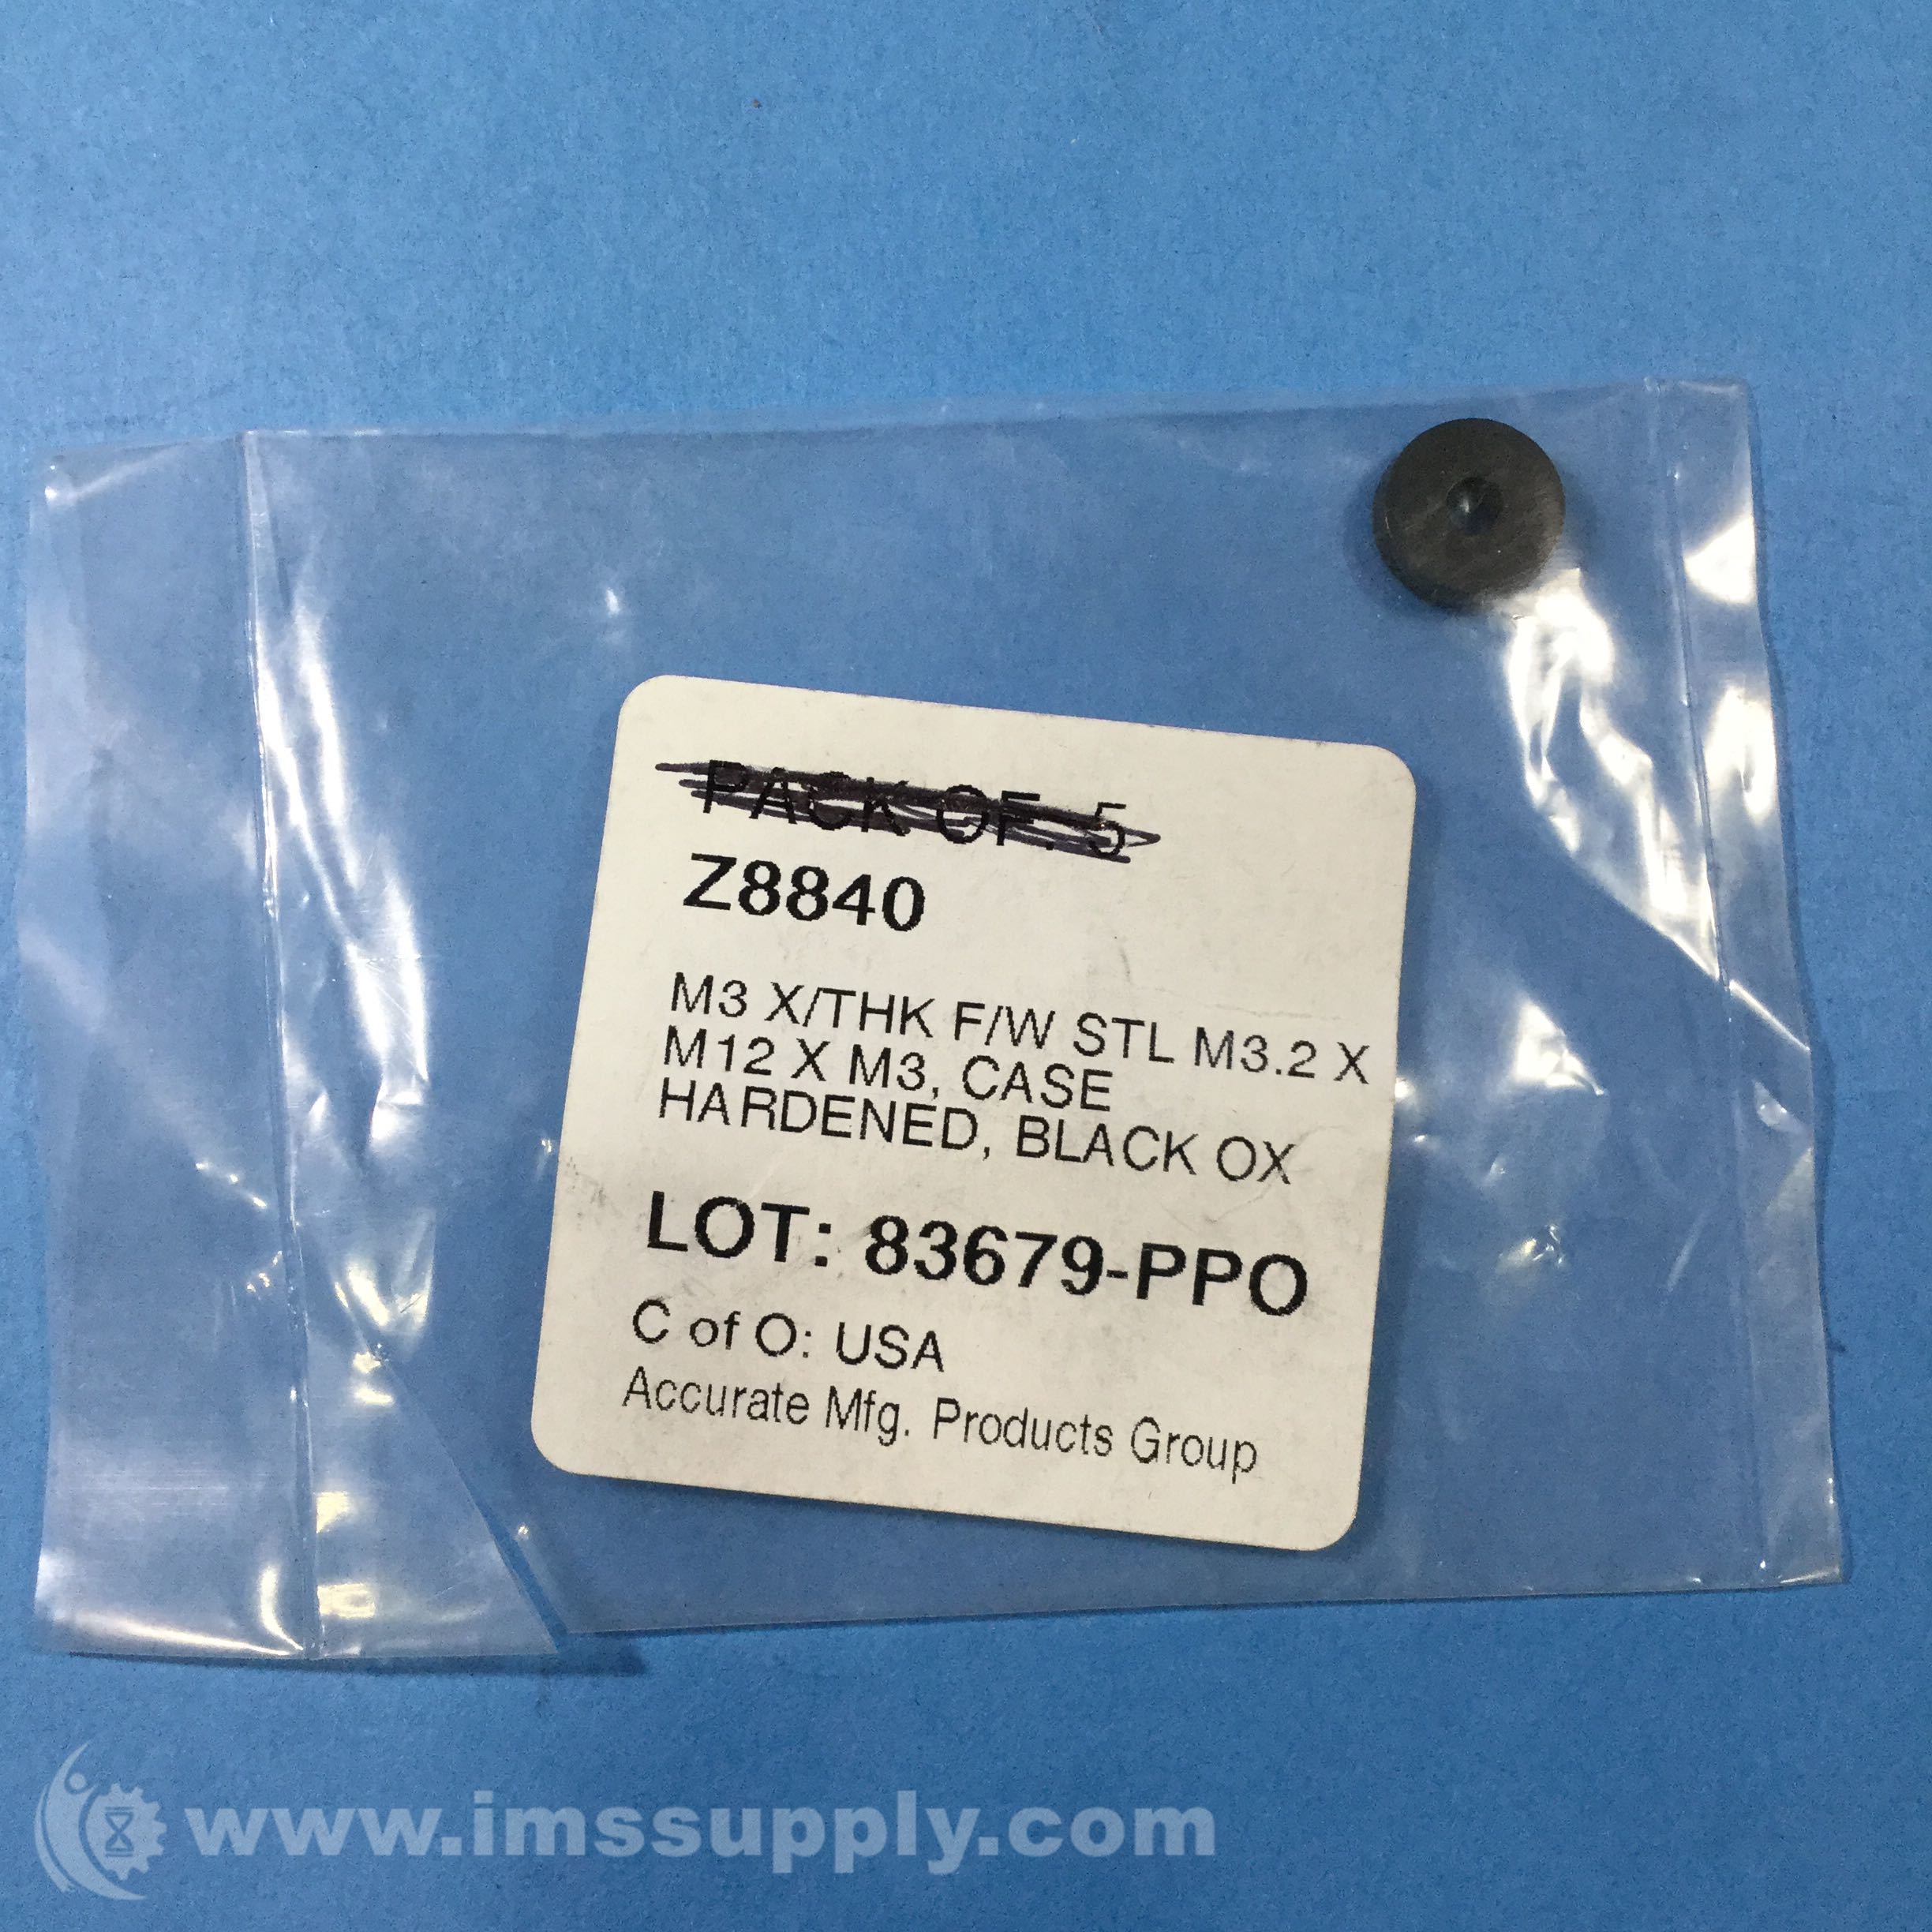 PACK OF: 5
Z8840
M3 X/THK F/W STL M3.2 X
M12 X M3, CASE
HARDENED, BLACK OX
LOT: 83679-PPO
C of O: USA
Accurate Mfg. Products Group
www.imssupply.com